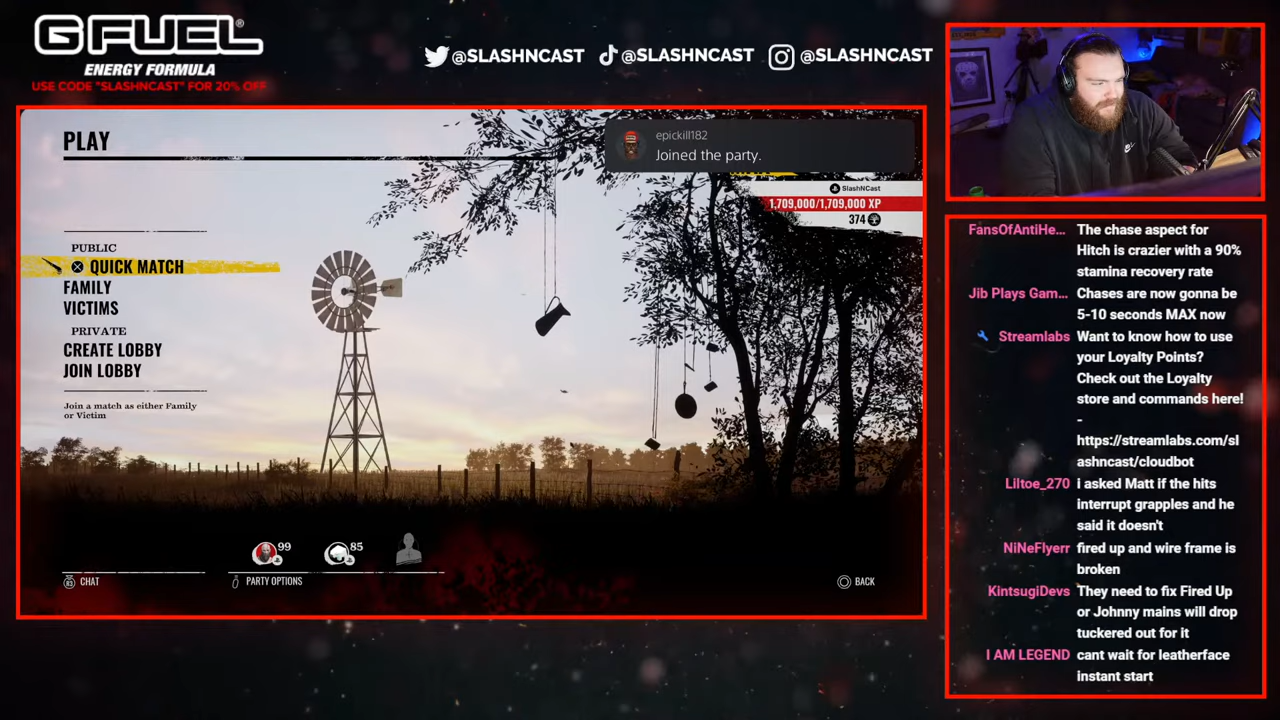 GFUEL®
ENERGY FORMULA
USE CODE "SLASHNCAST" FOR 20% OFF
@SLASHNCAST @SLASHNCAST @SLASHNCAST
PLAY
epickill182
Joined the party.
SlashNCast
1,709,000/1,709,000 XP
374
PUBLIC
QUICK MATCH
FAMILY
VICTIMS
PRIVATE
CREATE LOBBY
JOIN LOBBY
Join a match as either Family
or Victim
99
85
CHAT
PARTY OPTIONS
BACK
FansOfAntiHe... The chase aspect for
Hitch is crazier with a 90%
stamina recovery rate
Jib Plays Gam... Chases are now gonna be
5-10 seconds MAX now
Streamlabs Want to know how to use
your Loyalty Points?
Check out the Loyalty
store and commands here!
-
https://streamlabs.com/sl
ashncast/cloudbot
Liltoe_270 i asked Matt if the hits
interrupt grapples and he
said it doesn't
NiNeFlyerr fired up and wire frame is
broken
KintsugiDevs They need to fix Fired Up
or Johnny mains will drop
tuckered out for it
I AM LEGEND cant wait for leatherface
instant start